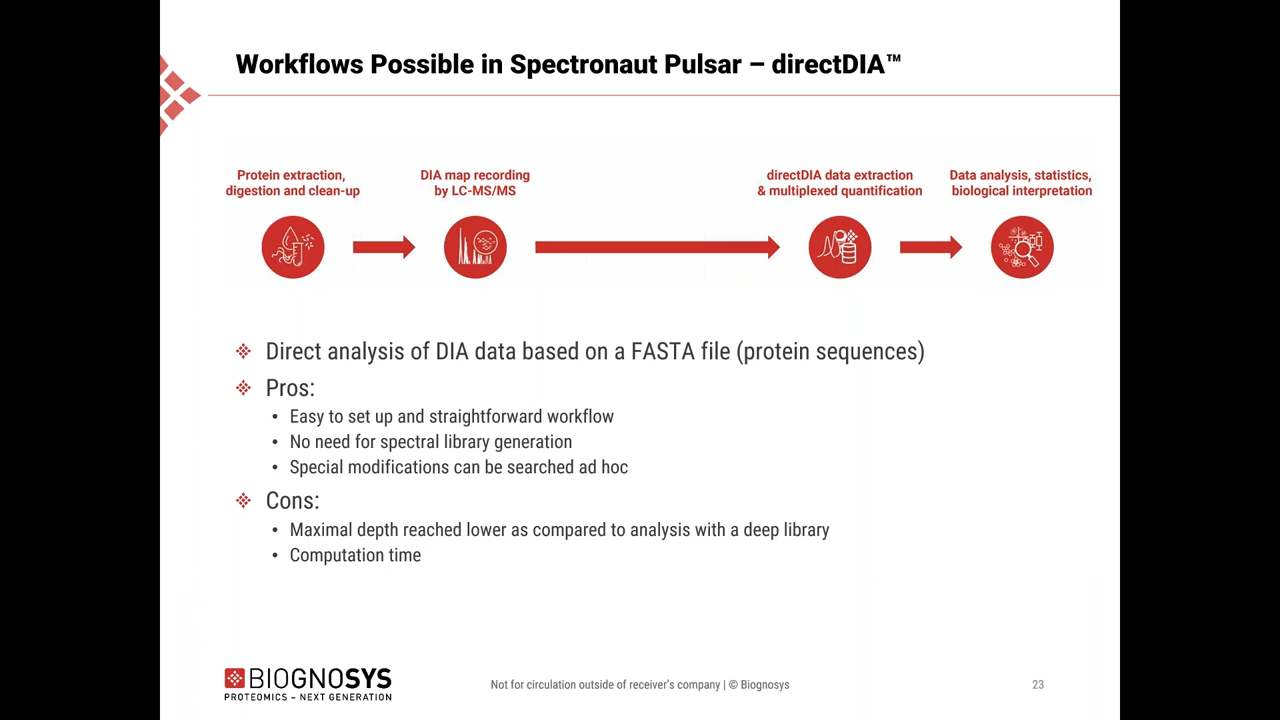 Workflows Possible in Spectronaut Pulsar – directDIA™
Protein extraction,
digestion and clean-up
DIA map recording
by LC-MS/MS
directDIA data extraction
& multiplexed quantification
Data analysis, statistics,
biological interpretation
Direct analysis of DIA data based on a FASTA file (protein sequences)
Pros:
• Easy to set up and straightforward workflow
• No need for spectral library generation
• Special modifications can be searched ad hoc
Cons:
• Maximal depth reached lower as compared to analysis with a deep library
• Computation time
BIOGNOSYS
PROTEOMICS – NEXT GENERATION
Not for circulation outside of receiver's company | © Biognosys
23